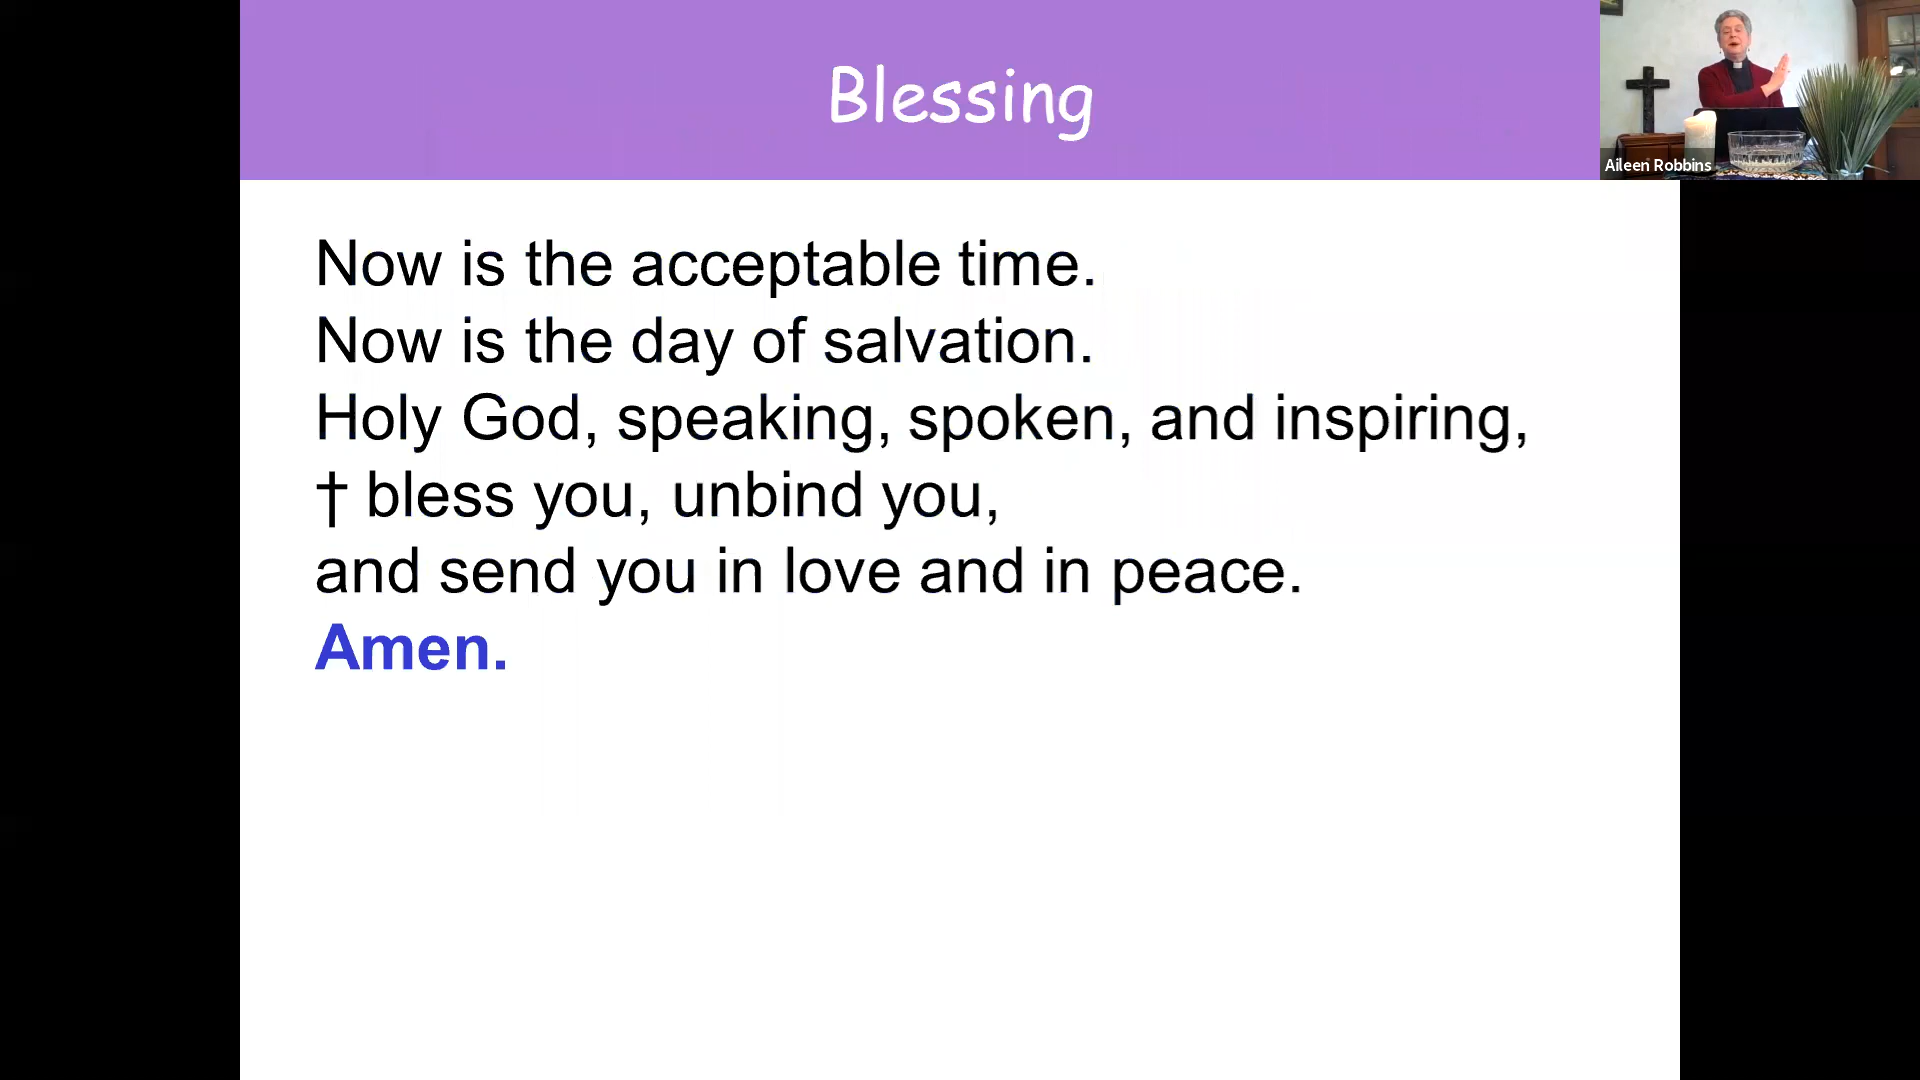 Blessing
Aileen Robbins
Now is the acceptable time.
Now is the day of salvation.
Holy God, speaking, spoken, and inspiring,
† bless you, unbind you,
and send you in love and in peace.
Amen.